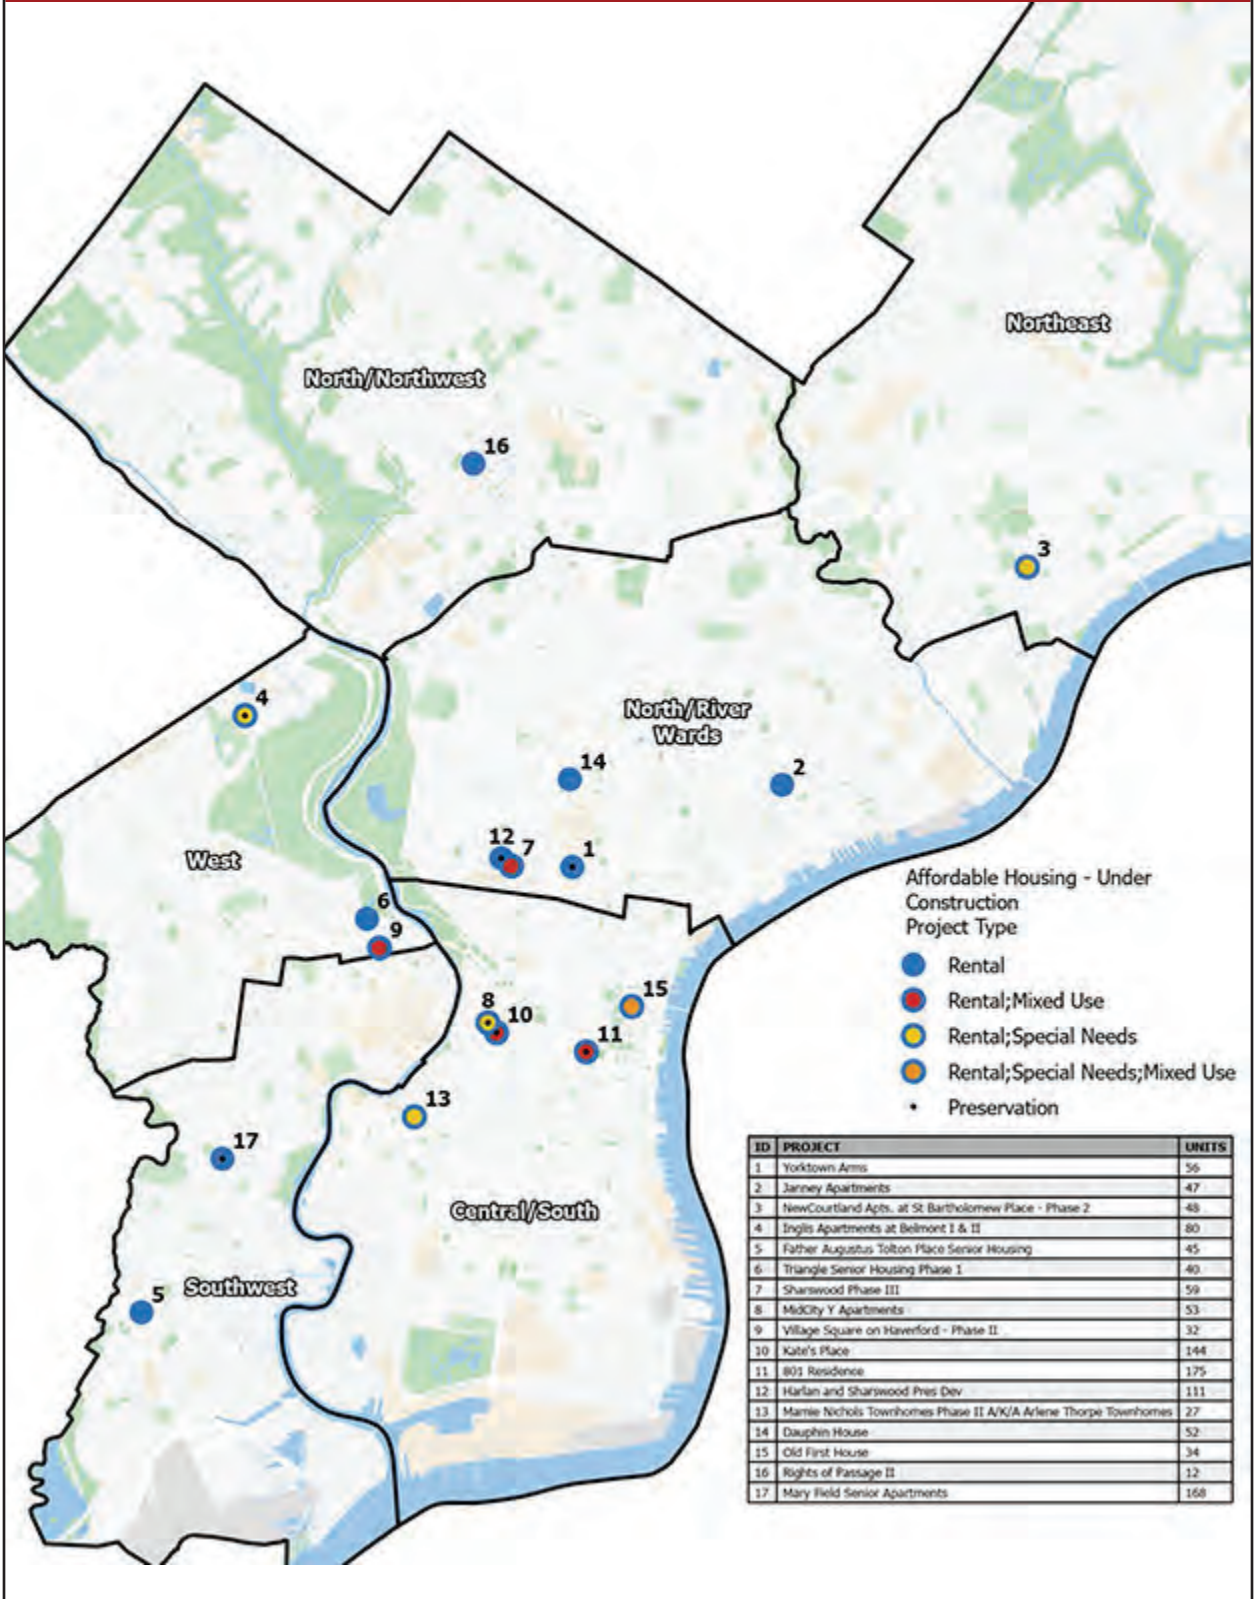 Northeast
North/Northwest
16
3
4
North/River
Wards
14
2
12
7
1
West
6
9
15
8
10
11
13
17
Central/South
Southwest
5
Affordable Housing - Under
Construction
Project Type
Rental
Rental;Mixed Use
Rental;Special Needs
Rental;Special Needs;Mixed Use
Preservation
ID PROJECT UNITS
1 Yorktown Arms 56
2 Janney Apartments 47
3 NewCourtland Apts. at St Bartholomew Place - Phase 2 48
4 Inglis Apartments at Belmont I & II 80
5 Father Augustus Tolton Place Senior Housing 45
6 Triangle Senior Housing Phase 1 40
7 Sharswood Phase III 59
8 MidCity Y Apartments 53
9 Village Square on Haverford - Phase II 32
10 Kate's Place 144
11 801 Residence 175
12 Harlan and Sharswood Pres Dev 111
13 Mamie Nichols Townhomes Phase II A/K/A Arlene Thorpe Townhomes 27
14 Dauphin House 52
15 Old First House 34
16 Rights of Passage II 12
17 Mary Field Senior Apartments 168